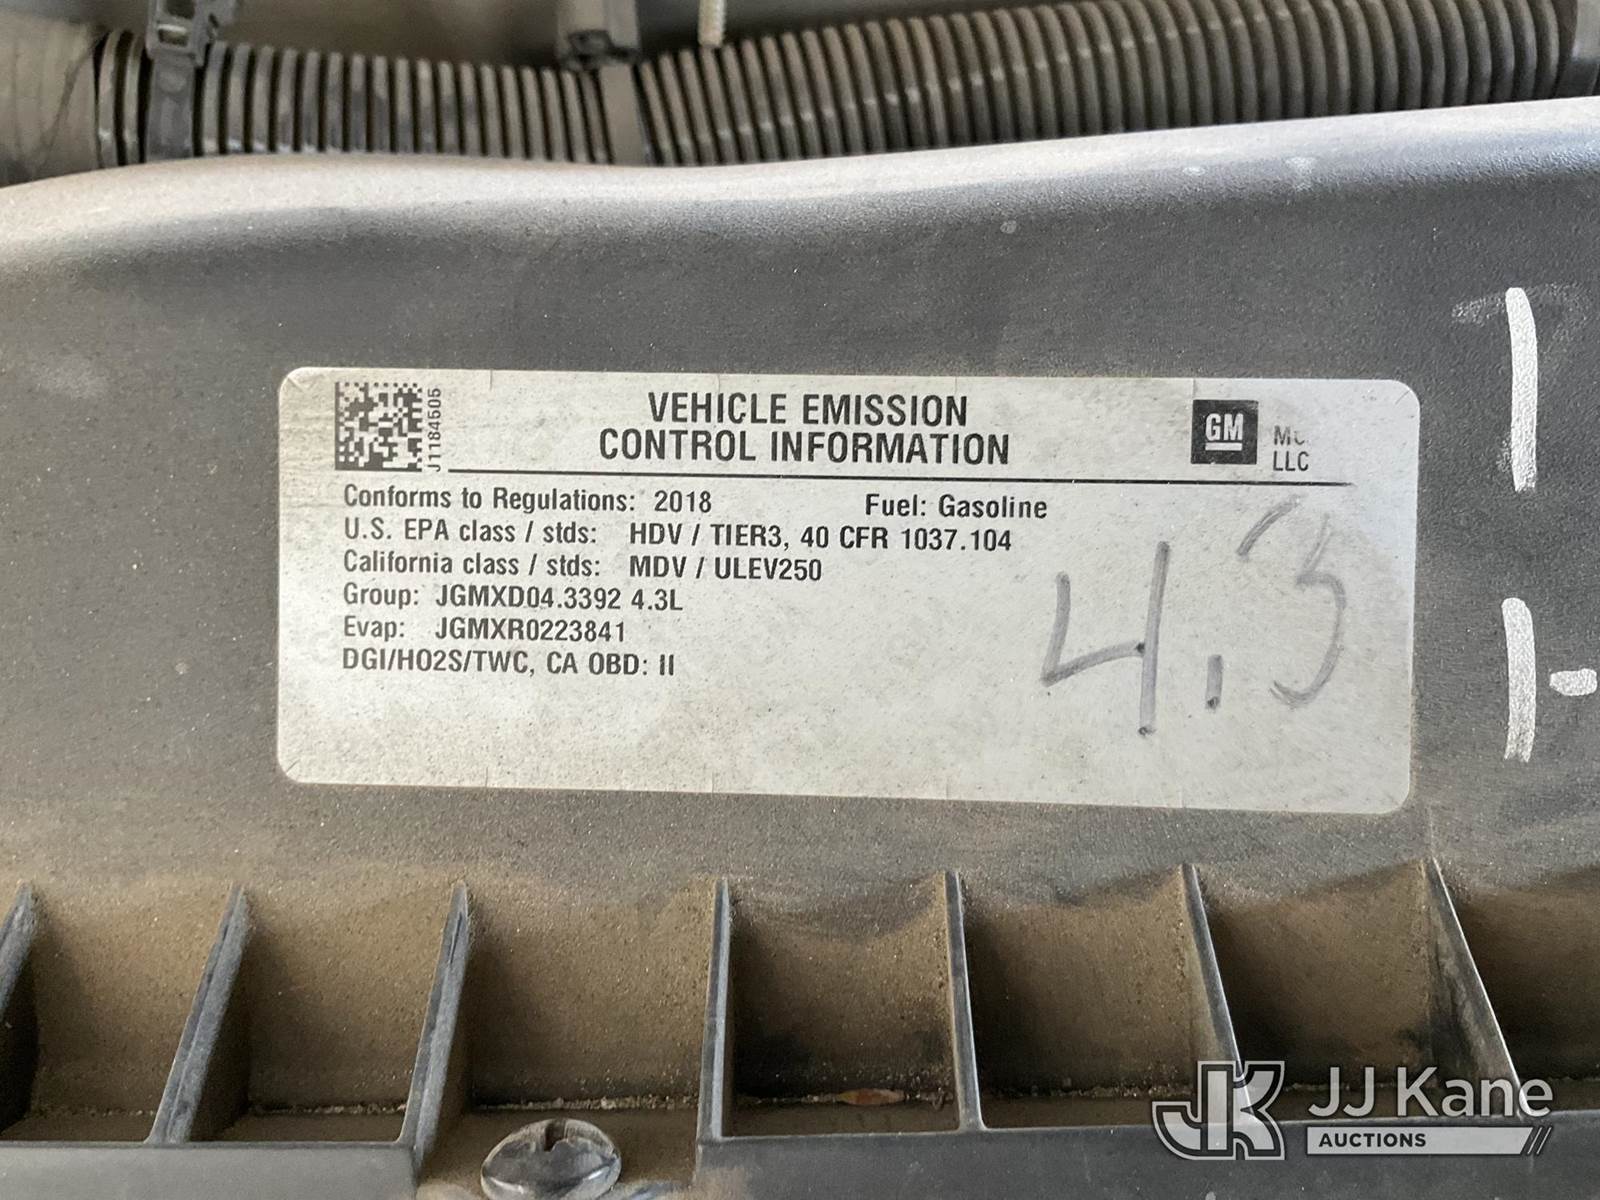 J1184505
VEHICLE EMISSION
CONTROL INFORMATION
GM
LLC
Conforms to Regulations: 2018 Fuel: Gasoline
U.S. EPA class / stds: HDV / TIER3, 40 CFR 1037.104
California class / stds: MDV / ULEV250
Group: JGMXD04.3392 4.3L
Evap: JGMXR0223841
DGI/HO2S/TWC, CA OBD: II
4.3
JK JJ Kane
AUCTIONS